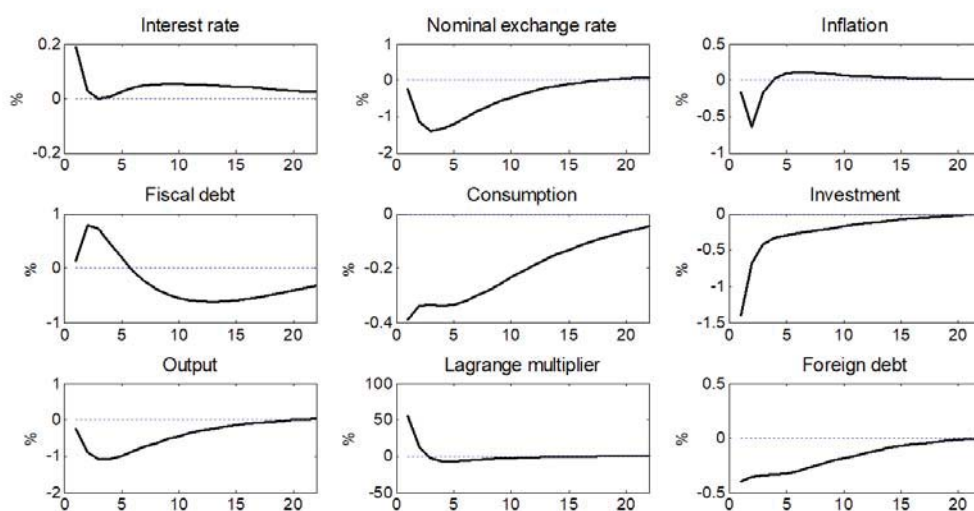 Interest rate
Nominal exchange rate
Inflation
0.2
0
-0.2
%
0 5 10 15 20
1
0
-1
-2
%
0 5 10 15 20
0.5
0
-0.5
-1
%
0 5 10 15 20
Fiscal debt
Consumption
Investment
1
0
-1
%
0 5 10 15 20
0
-0.2
-0.4
%
0 5 10 15 20
0
-0.5
-1
-1.5
%
0 5 10 15 20
Output
Lagrange multiplier
Foreign debt
1
0
-1
-2
%
0 5 10 15 20
100
50
0
-50
%
0 5 10 15 20
0.5
0
-0.5
%
0 5 10 15 20